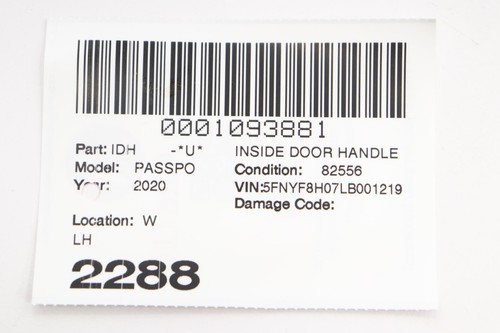 0001093881
Part: IDH -*U* INSIDE DOOR HANDLE
Model: PASSPO Condition: 82556
Year: 2020 VIN:5FNYF8H07LB001219
Damage Code:
Location: W
LH
2288